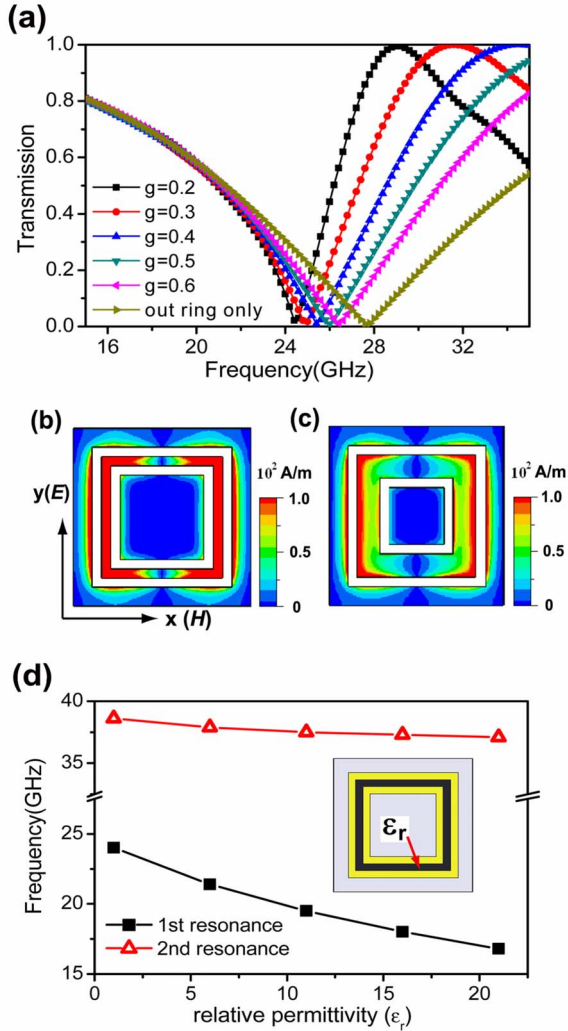 (a)
1.0
0.8
0.6
0.4
0.2
0.0
Transmission
g=0.2
g=0.3
g=0.4
g=0.5
g=0.6
out ring only
16 20 24 28 32
Frequency(GHz)
(b)
(c)
10² A/m
1.0
0.5
0
10² A/m
1.0
0.5
0
y(E)
x (H)
(d)
40
35
25
20
15
Frequency(GHz)
εr
1st resonance
2nd resonance
0 5 10 15 20
relative permittivity (εr)